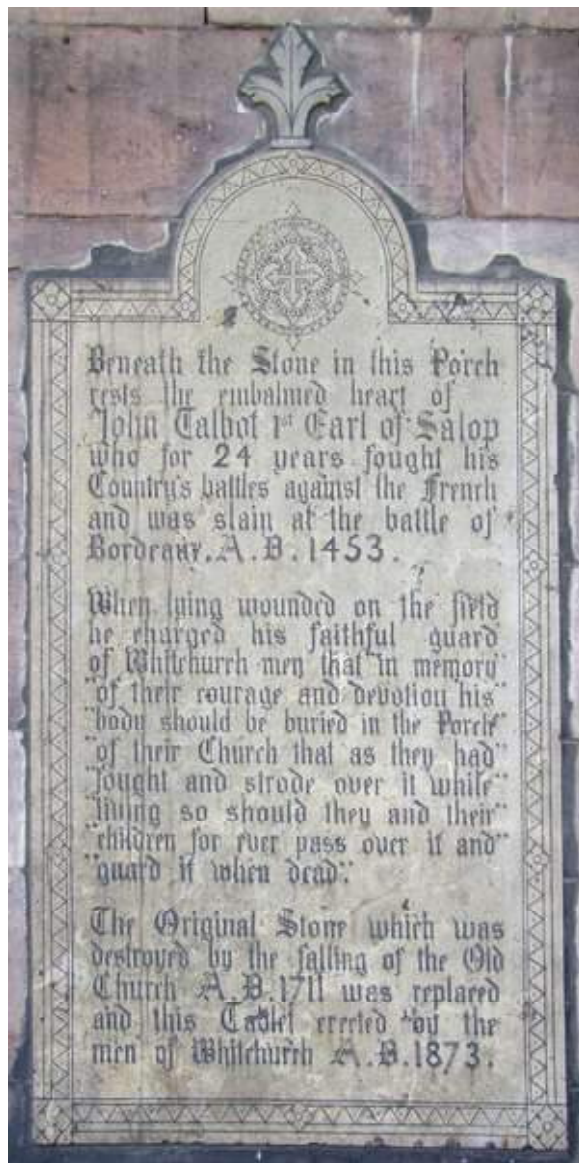 Beneath the Stone in this Porch
rests the embalmed heart of
John Talbot 1st Earl of Salop
who for 24 years fought his
Country's battles against the French
and was slain at the battle of
Bordeaux. A.D. 1453.
When lying wounded on the field
he charged his faithful guard
of Whitchurch men that "in memory"
"of their courage and devotion his"
"body should be buried in the Porch"
"of their Church that as they had"
"fought and strode over it while"
"living so should they and their"
"children for ever pass over it and"
"guard it when dead".
The Original Stone which was
destroyed by the falling of the Old
Church A.D. 1711 was replaced
and this Tablet erected by the
men of Whitchurch A.D. 1873.